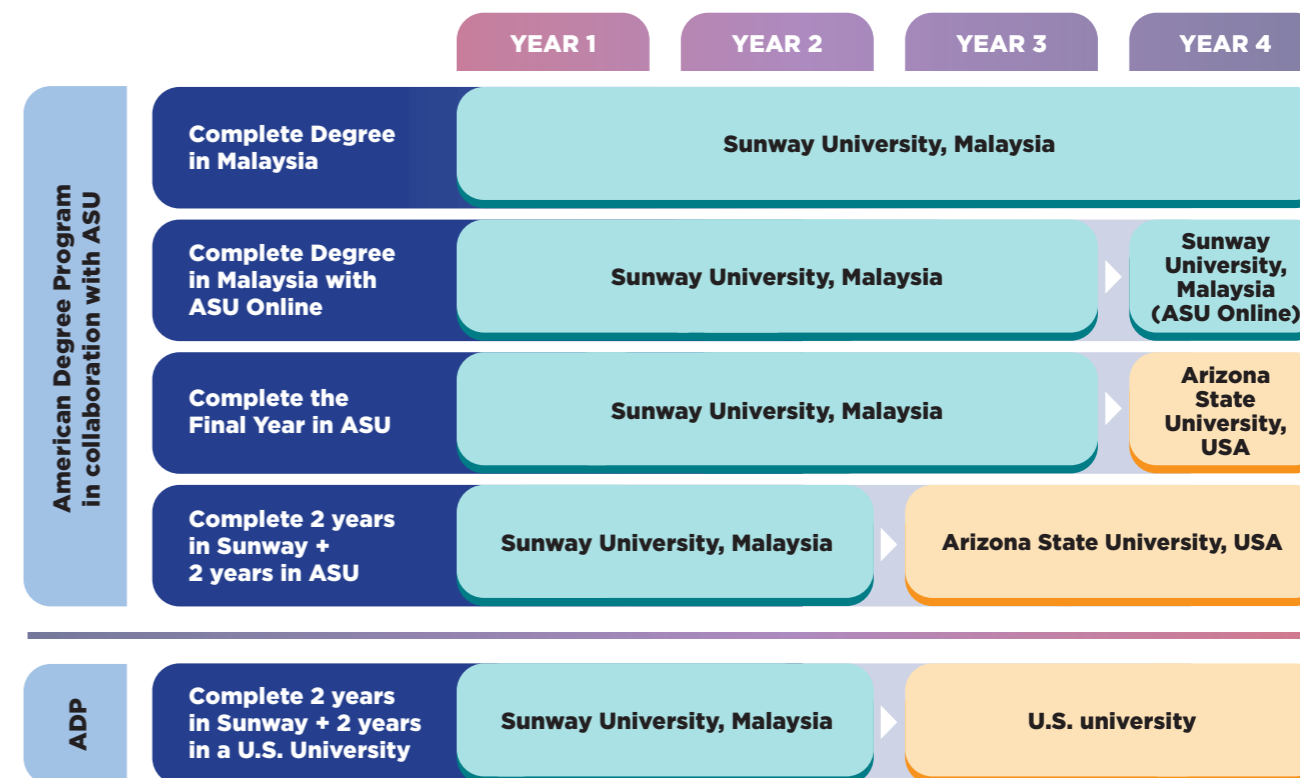 YEAR 1
YEAR 2
YEAR 3
YEAR 4
American Degree Program
in collaboration with ASU
Complete Degree
in Malaysia
Sunway University, Malaysia
Complete Degree
in Malaysia with
ASU Online
Sunway University, Malaysia
Sunway
University,
Malaysia
(ASU Online)
Complete the
Final Year in ASU
Sunway University, Malaysia
Arizona
State
University,
USA
Complete 2 years
in Sunway +
2 years in ASU
Sunway University, Malaysia
Arizona State University, USA
ADP
Complete 2 years
in Sunway + 2 years
in a U.S. University
Sunway University, Malaysia
U.S. university